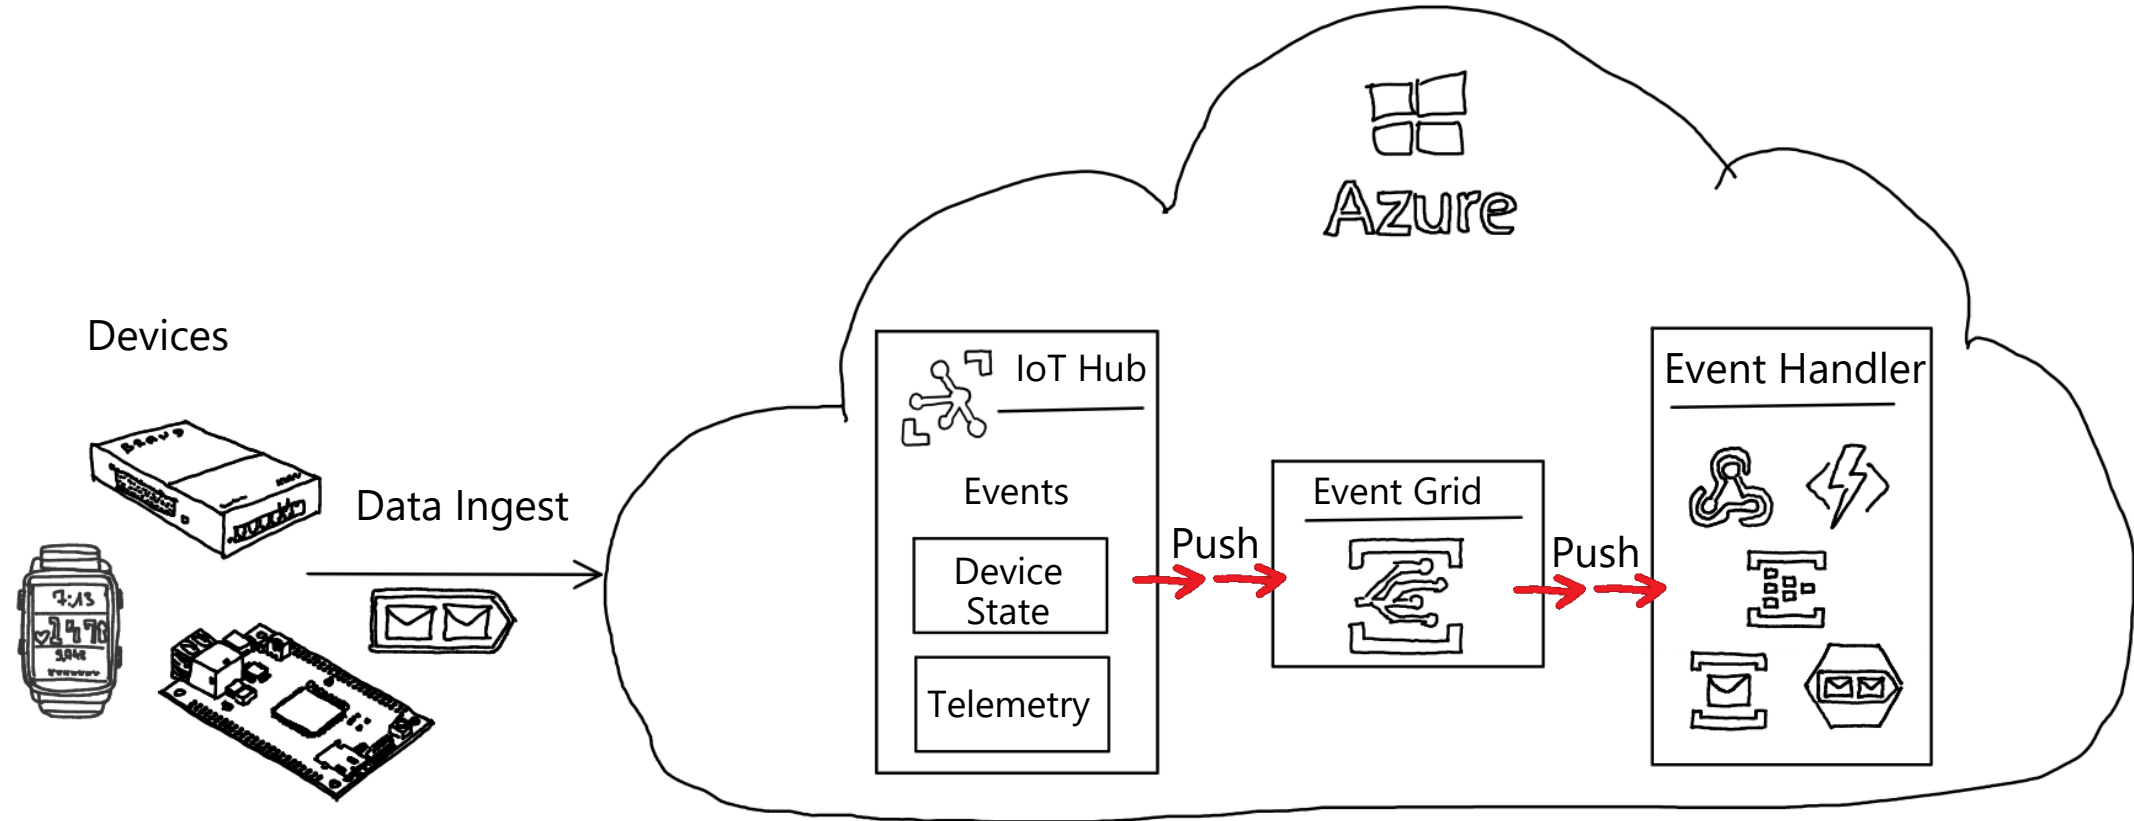 Azure
Devices
Data Ingest
7:13
IoT Hub
Events
Device
State
Telemetry
Push
Event Grid
Push
Event Handler